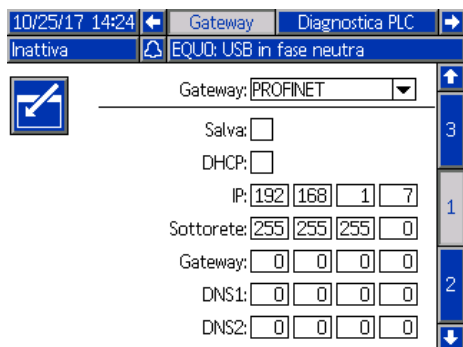 10/25/17 14:24 Gateway Diagnostica PLC
Inattiva EQU0: USB in fase neutra
Gateway: PROFINET
Salva:
3
DHCP:
IP: 192 168 1 7
1
Sottorete: 255 255 255 0
Gateway: 0 0 0 0
2
DNS1: 0 0 0 0
DNS2: 0 0 0 0